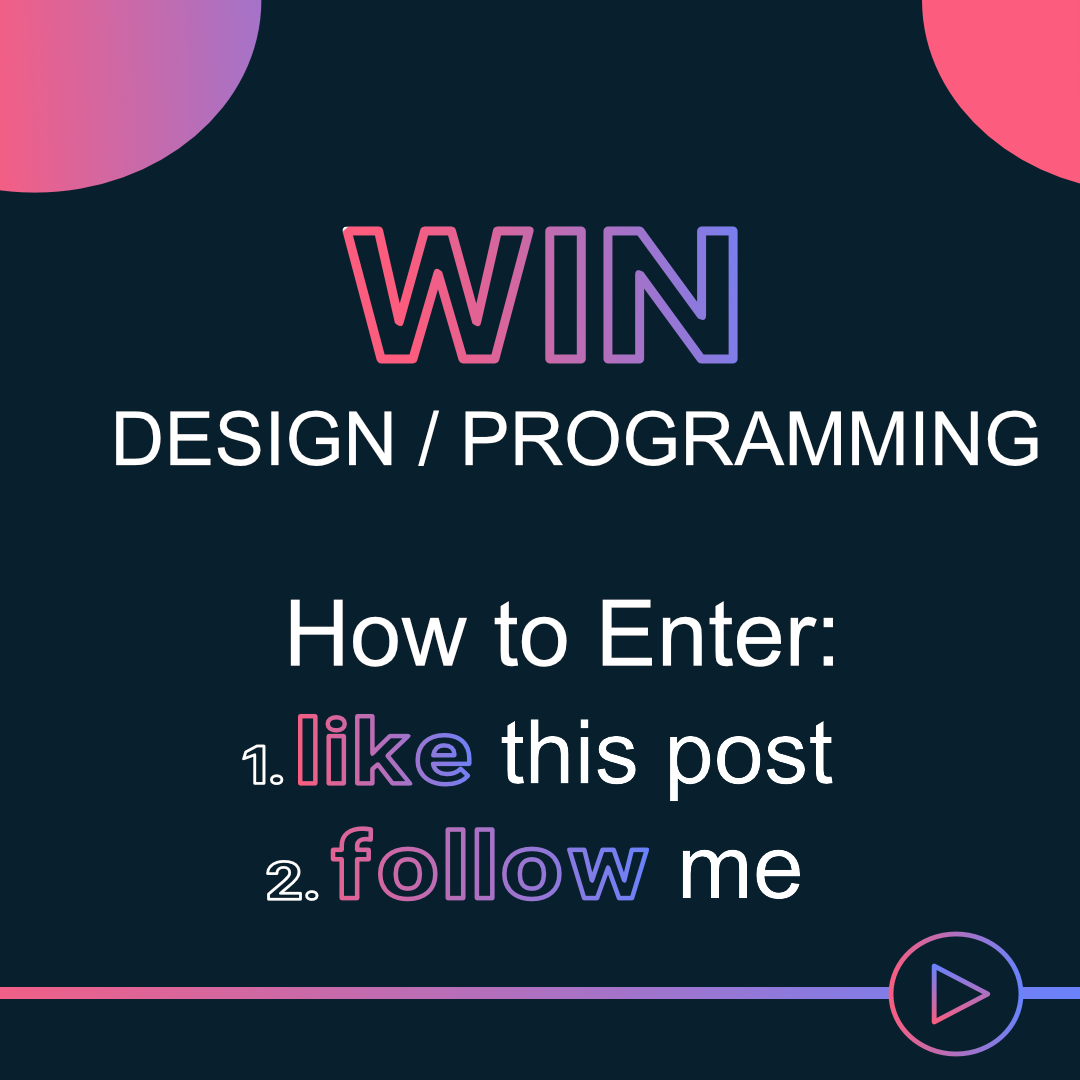 WIN
DESIGN / PROGRAMMING
How to Enter:
1. like this post
2. follow me